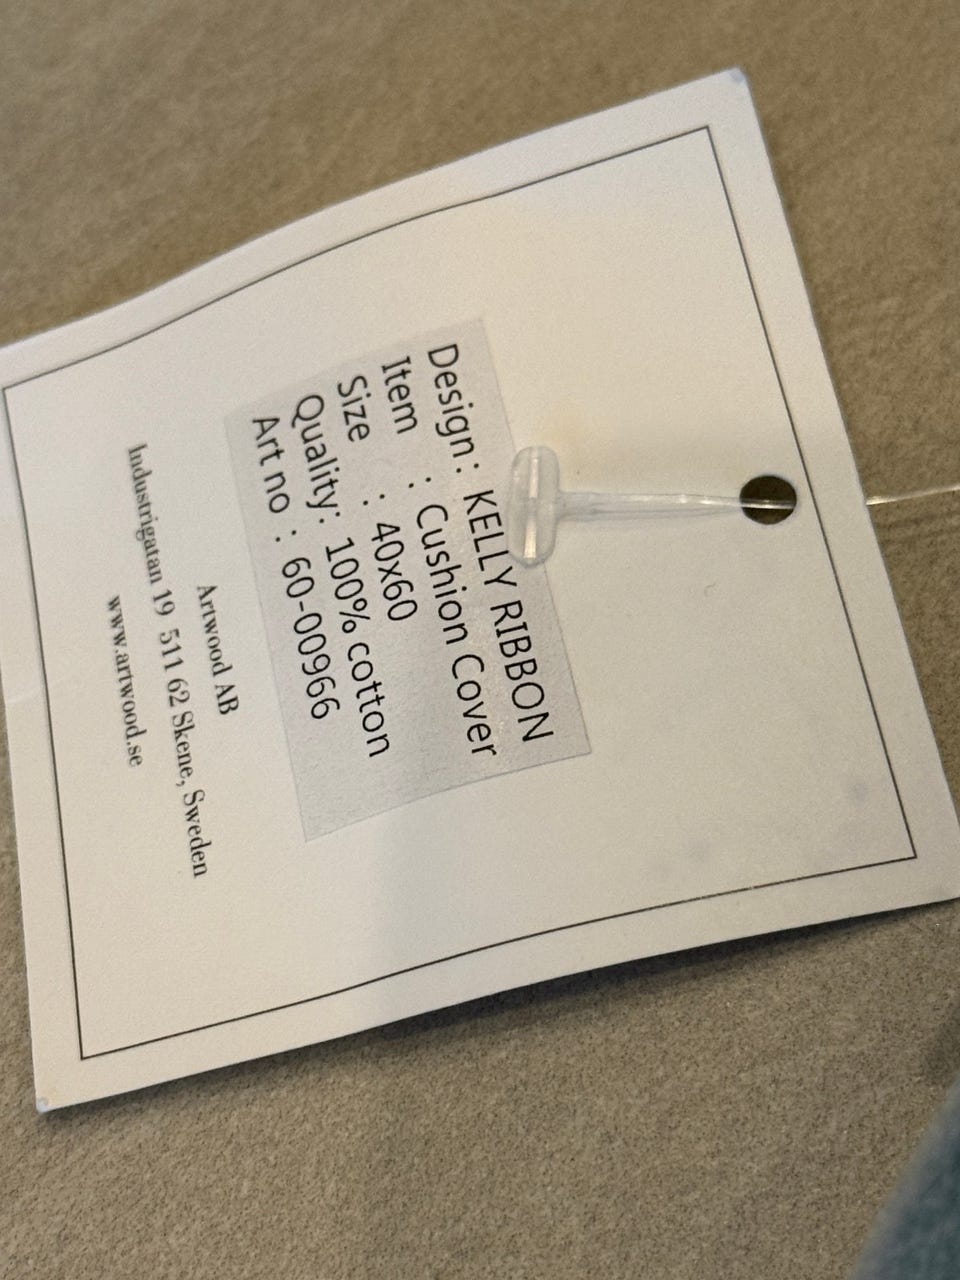 Design : KELLY RIBBON
Item : Cushion Cover
Size : 40x60
Quality: 100% cotton
Art no : 60-00966
Artwood AB
Industrigatan 19 511 62 Skene, Sweden
www.artwood.se